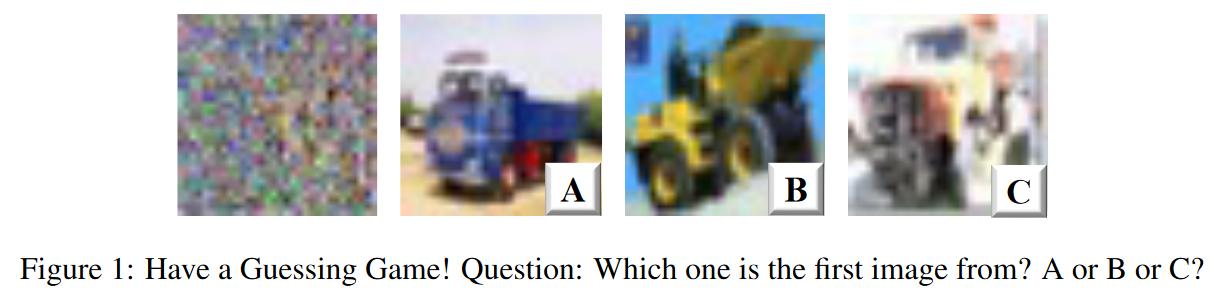 A
B
C
Figure 1: Have a Guessing Game! Question: Which one is the first image from? A or B or C?